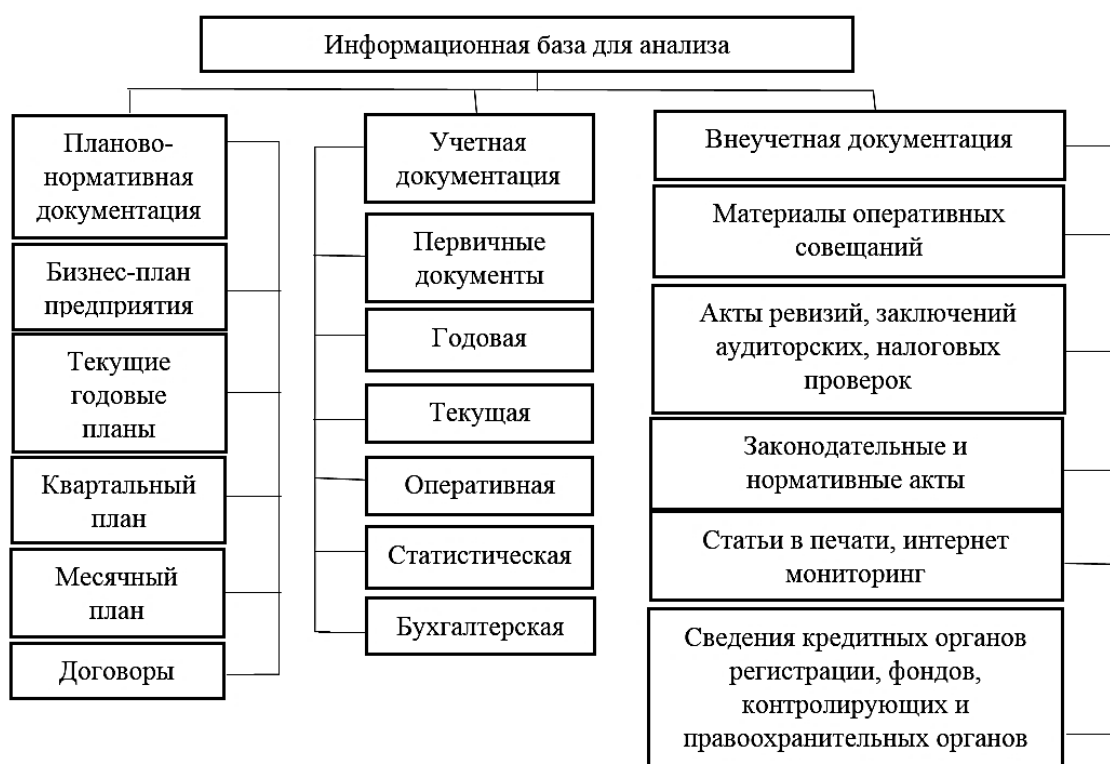 Информационная база для анализа
Планово-
нормативная
документация
Бизнес-план
предприятия
Текущие
годовые
планы
Квартальный
план
Месячный
план
Договоры
Учетная
документация
Первичные
документы
Годовая
Текущая
Оперативная
Статистическая
Бухгалтерская
Внеучетная документация
Материалы оперативных
совещаний
Акты ревизий, заключений
аудиторских, налоговых
проверок
Законодательные и
нормативные акты
Статьи в печати, интернет
мониторинг
Сведения кредитных органов
регистрации, фондов,
контролирующих и
правоохранительных органов